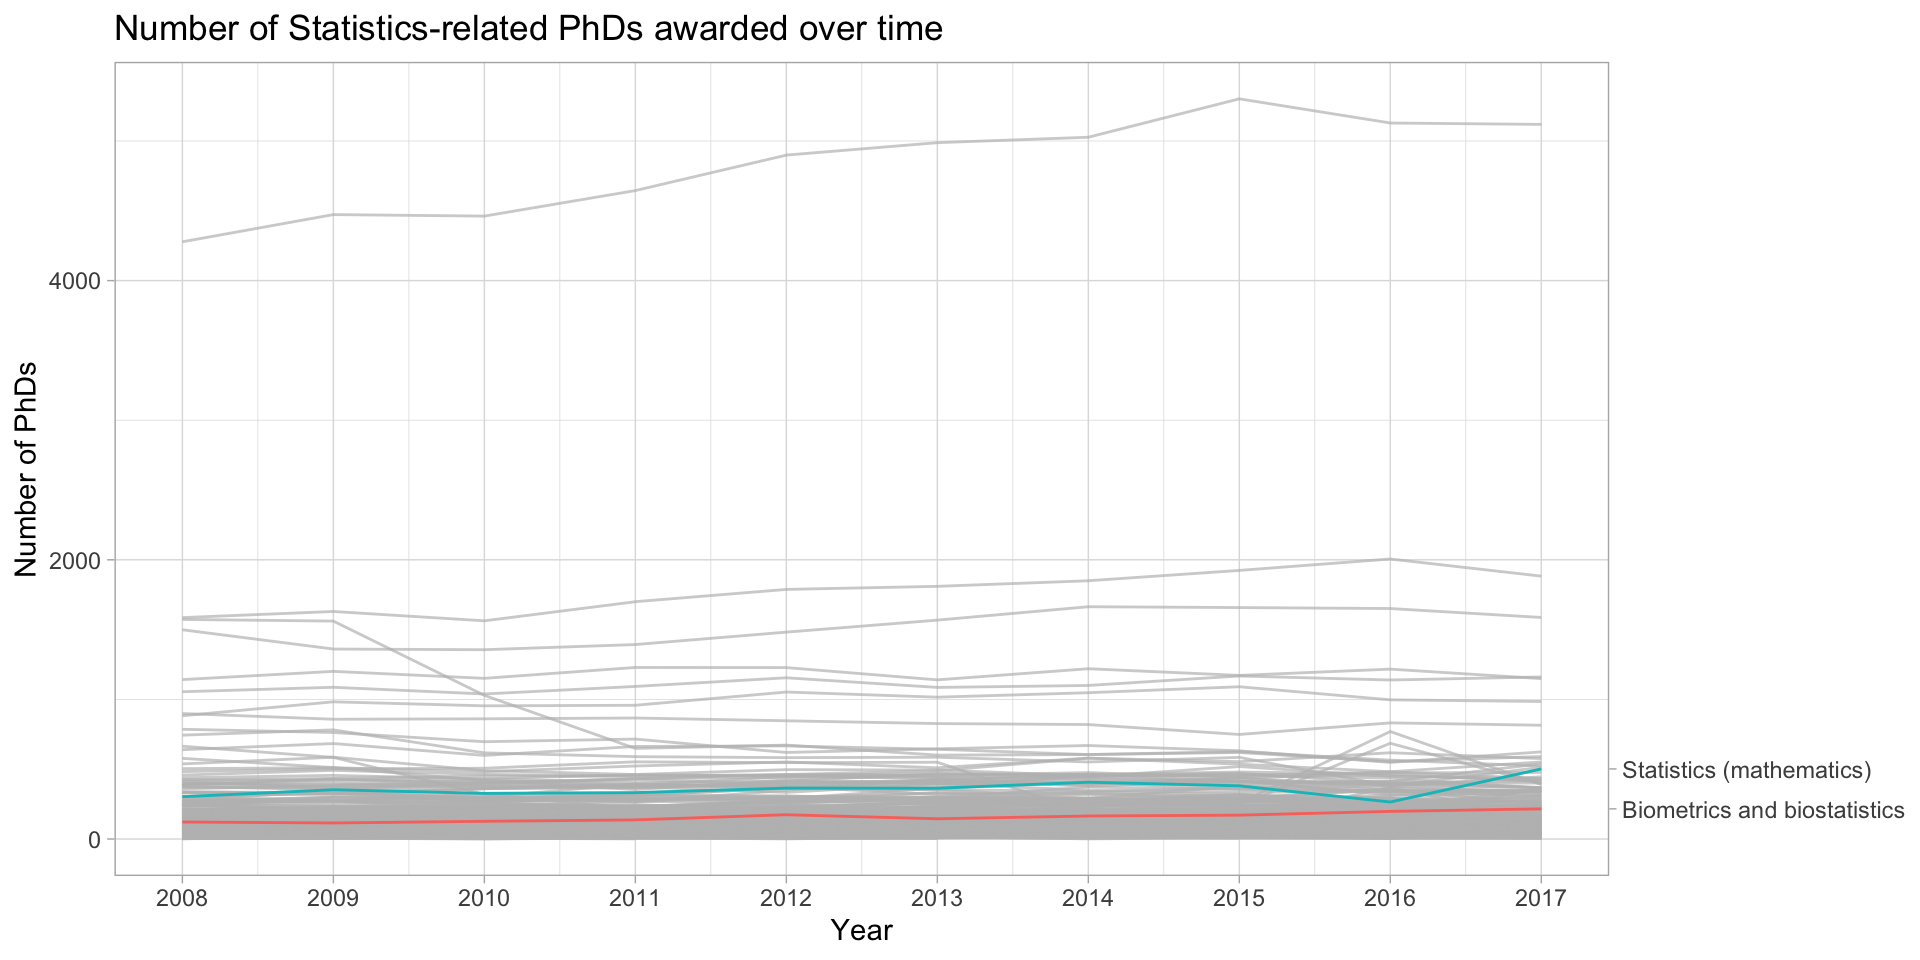 Number of Statistics-related PhDs awarded over time
Number of PhDs
4000
2000
0
Statistics (mathematics)
Biometrics and biostatistics
2008 2009 2010 2011 2012 2013 2014 2015 2016 2017
Year